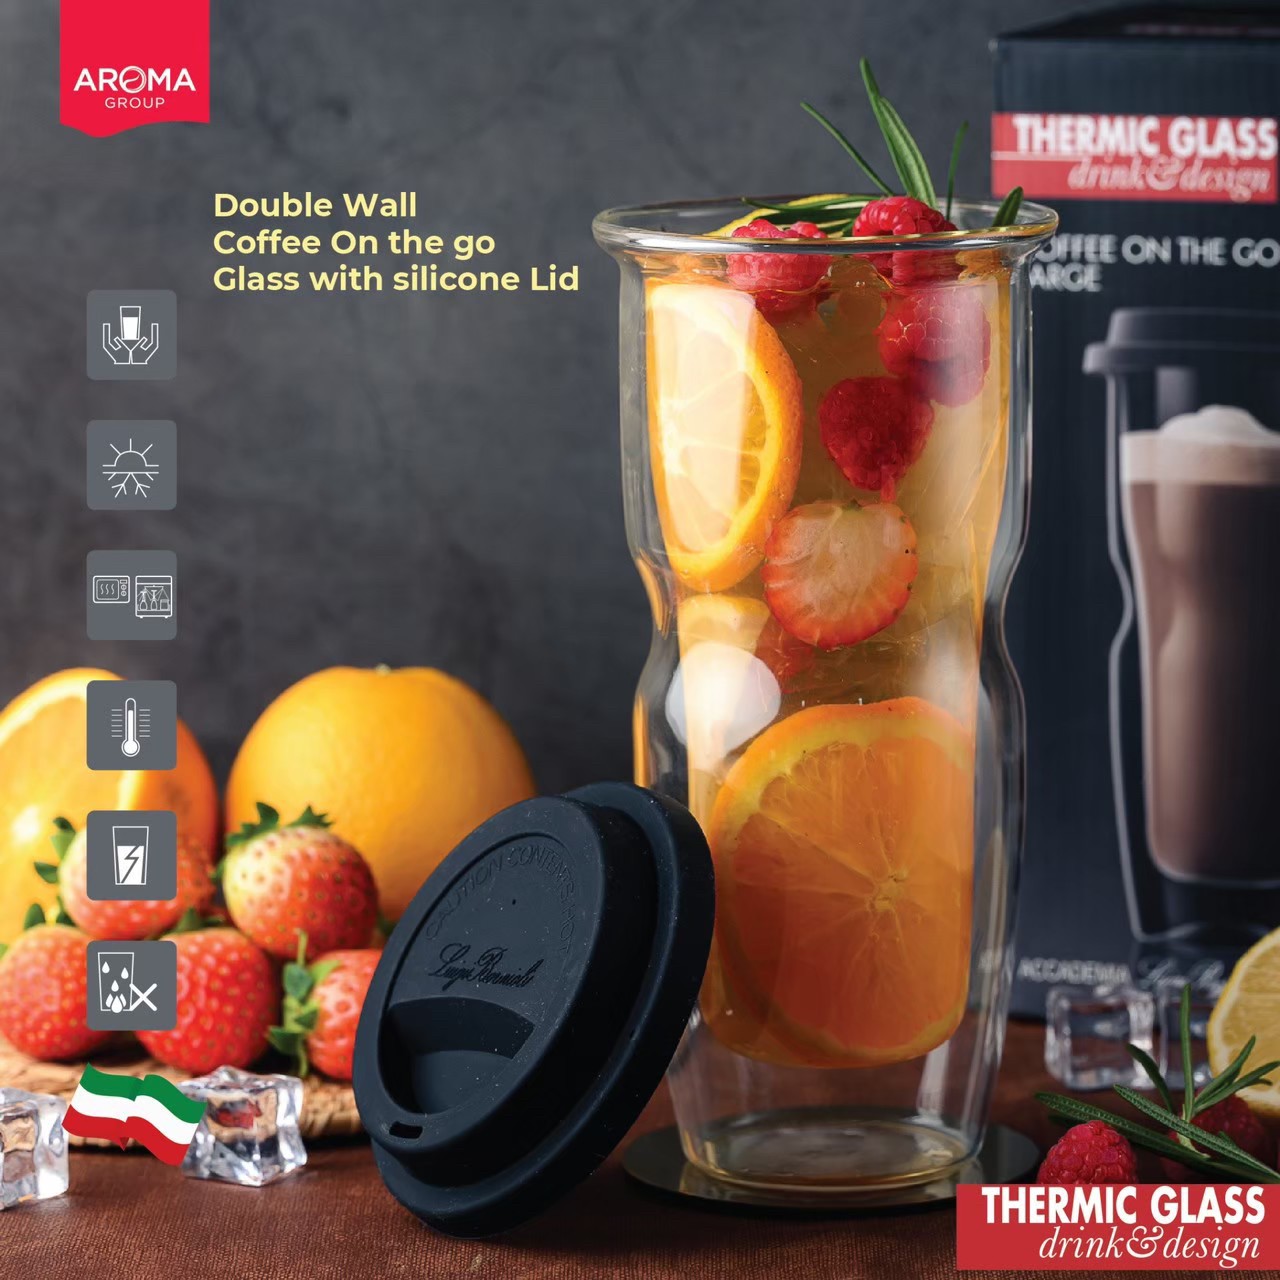 AROMA
GROUP
Double Wall
Coffee On the go
Glass with silicone Lid
THERMIC GLASS
drink&design
OFFEE ON THE GO
ARGE
CAUTION CONTENTS HOT
Luigi Bormioli
ACCADEMIA
THERMIC GLASS
drink&design